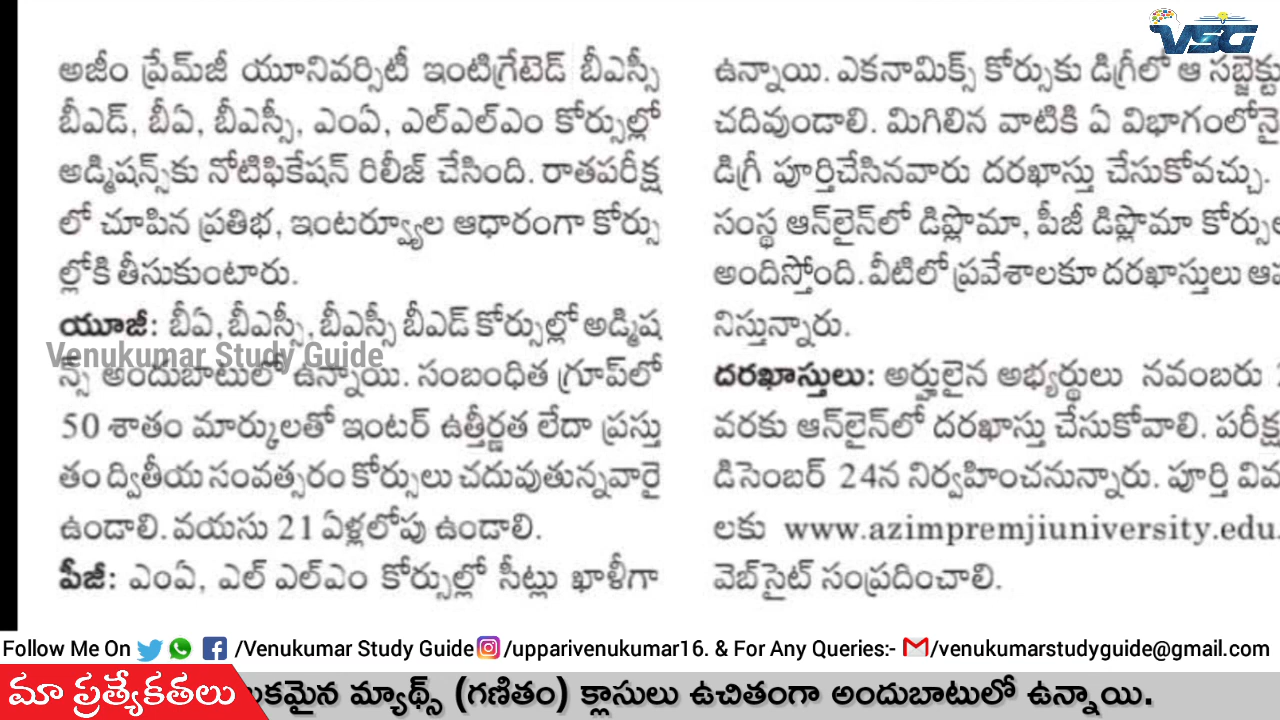 VSG
అజీం ప్రేమ్‌జీ యూనివర్సిటీ ఇంటిగ్రేటెడ్ బీఎస్సీ
బీఎడ్, బీఏ, బీఎస్సీ, ఎంఏ, ఎల్ఎల్ఎం కోర్సుల్లో
అడ్మిషన్స్‌కు నోటిఫికేషన్ రిలీజ్ చేసింది. రాతపరీక్ష
లో చూపిన ప్రతిభ, ఇంటర్వ్యూల ఆధారంగా కోర్సు
ల్లోకి తీసుకుంటారు.
యూజీ: బీఏ, బీఎస్సీ, బీఎస్సీ బీఎడ్ కోర్సుల్లో అడ్మిష
న్స్ అందుబాటులో ఉన్నాయి. సంబంధిత గ్రూప్‌లో
50 శాతం మార్కులతో ఇంటర్ ఉత్తీర్ణత లేదా ప్రస్తు
తం ద్వితీయ సంవత్సరం కోర్సులు చదువుతున్నవారై
ఉండాలి. వయసు 21 ఏళ్లలోపు ఉండాలి.
పీజీ: ఎంఏ, ఎల్ ఎల్ఎం కోర్సుల్లో సీట్లు ఖాళీగా
Venukumar Study Guide
ఉన్నాయి. ఎకనామిక్స్ కోర్సుకు డిగ్రీలో ఆ సబ్జెక్టు
చదివుండాలి. మిగిలిన వాటికి ఏ విభాగంలోనై
డిగ్రీ పూర్తిచేసినవారు దరఖాస్తు చేసుకోవచ్చు.
సంస్థ ఆన్‌లైన్‌లో డిప్లొమా, పీజీ డిప్లొమా కోర్సుల
అందిస్తోంది. వీటిలో ప్రవేశాలకూ దరఖాస్తులు
నిస్తున్నారు.
దరఖాస్తులు: అర్హులైన అభ్యర్థులు నవంబరు
వరకు ఆన్‌లైన్‌లో దరఖాస్తు చేసుకోవాలి. పరీక్ష
డిసెంబర్ 24న నిర్వహించనున్నారు. పూర్తి వివ
లకు www.azimpremjiuniversity.edu.
వెబ్‌సైట్ సంప్రదించాలి.
Follow Me On /Venukumar Study Guide /upparivenukumar16. & For Any Queries:- /venukumarstudyguide@gmail.com
మా ప్రత్యేకతలు కమైన మ్యాథ్స్ (గణితం) క్లాసులు ఉచితంగా అందుబాటులో ఉన్నాయి.